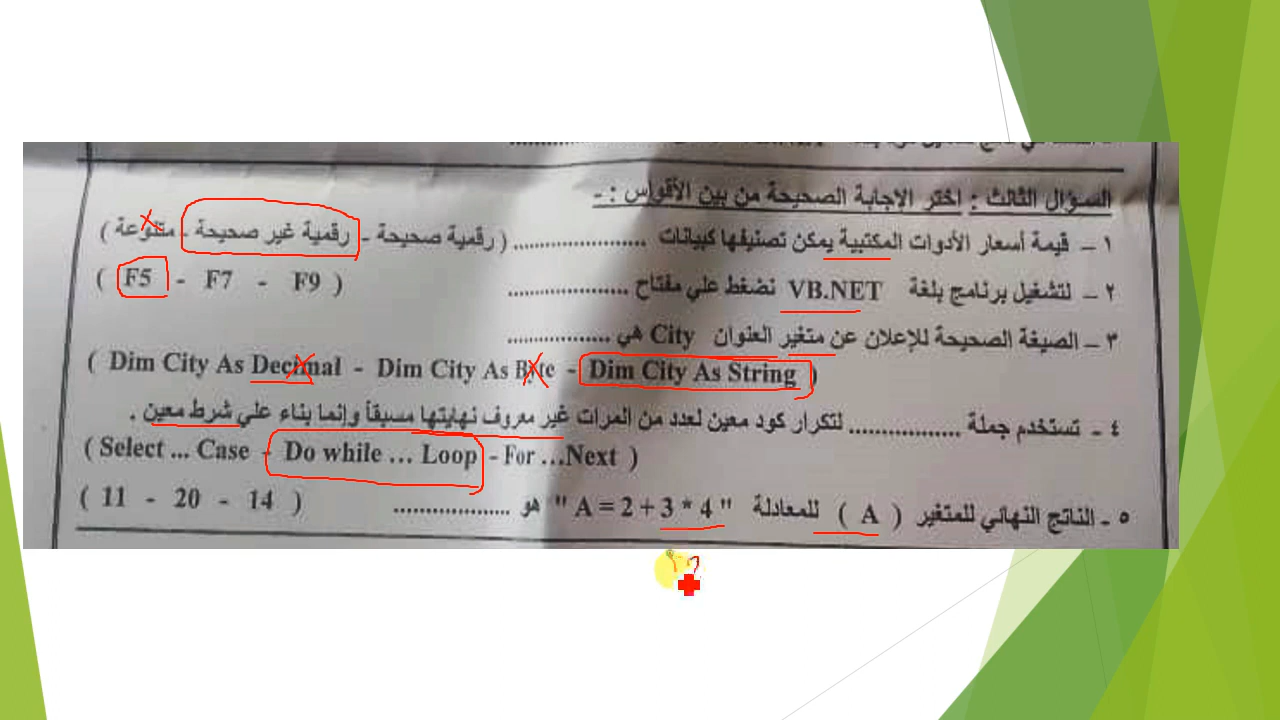 السؤال الثالث : اختر الإجابة الصحيحة من بين الأقواس : -
١ - قيمة أسعار الأدوات المكتبية يمكن تصنيفها كبيانات .................... ( رقمية صحيحة - رقمية غير صحيحة - متنوعة )
٢ - لتشغيل برنامج بلغة VB.NET نضغط علي مفتاح .................... ( F5 - F7 - F9 )
٣ - الصيغة الصحيحة للإعلان عن متغير العنوان City هي ................
( Dim City As Decimal - Dim City As Byte - Dim City As String )
٤ - تستخدم جملة ................. لتكرار كود معين لعدد من المرات غير معروف نهايتها مسبقاً وإنما بناء علي شرط معين .
( Select ... Case - Do while ... Loop - For ...Next )
٥ - الناتج النهائي للمتغير ( A ) للمعادلة " A = 2 + 3 * 4 " هو .................. ( 11 - 20 - 14 )